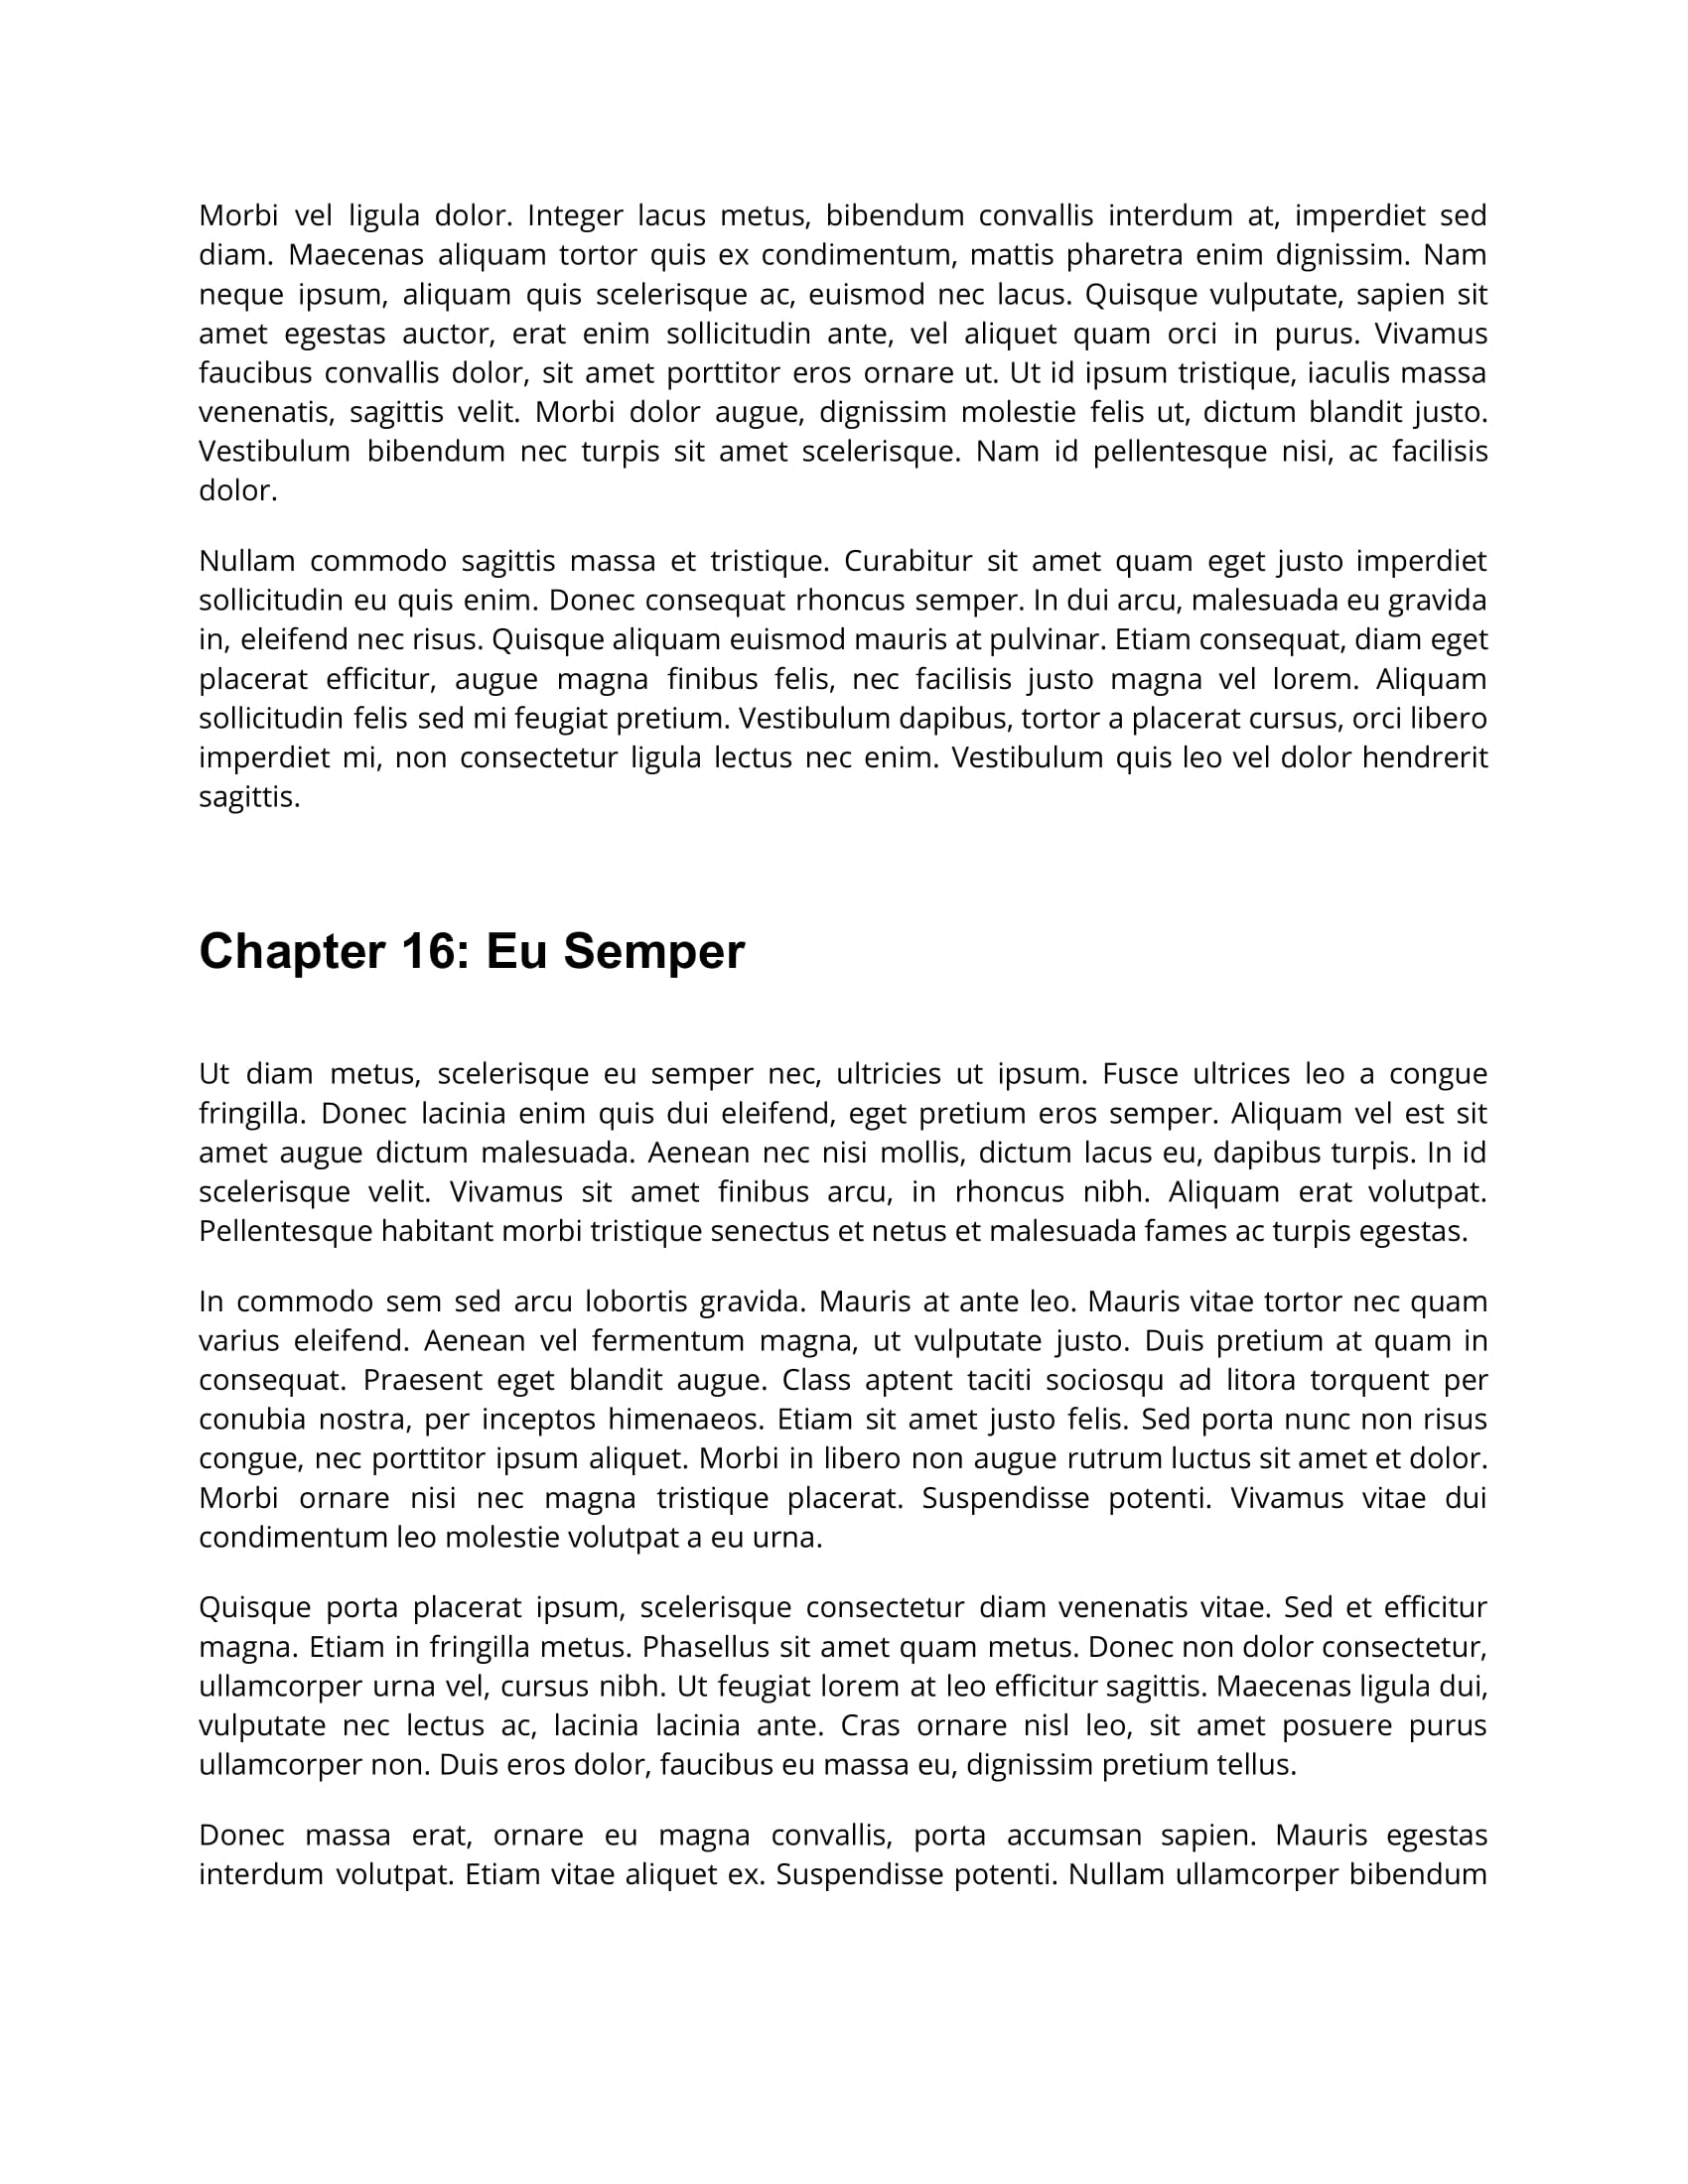 Morbi vel ligula dolor. Integer lacus metus, bibendum convallis interdum at, imperdiet sed
diam. Maecenas aliquam tortor quis ex condimentum, mattis pharetra enim dignissim. Nam
neque ipsum, aliquam quis scelerisque ac, euismod nec lacus. Quisque vulputate, sapien sit
amet egestas auctor, erat enim sollicitudin ante, vel aliquet quam orci in purus. Vivamus
faucibus convallis dolor, sit amet porttitor eros ornare ut. Ut id ipsum tristique, iaculis massa
venenatis, sagittis velit. Morbi dolor augue, dignissim molestie felis ut, dictum blandit justo.
Vestibulum bibendum nec turpis sit amet scelerisque. Nam id pellentesque nisi, ac facilisis
dolor.
Nullam commodo sagittis massa et tristique. Curabitur sit amet quam eget justo imperdiet
sollicitudin eu quis enim. Donec consequat rhoncus semper. In dui arcu, malesuada eu gravida
in, eleifend nec risus. Quisque aliquam euismod mauris at pulvinar. Etiam consequat, diam eget
placerat efficitur, augue magna finibus felis, nec facilisis justo magna vel lorem. Aliquam
sollicitudin felis sed mi feugiat pretium. Vestibulum dapibus, tortor a placerat cursus, orci libero
imperdiet mi, non consectetur ligula lectus nec enim. Vestibulum quis leo vel dolor hendrerit
sagittis.
Chapter 16: Eu Semper
Ut diam metus, scelerisque eu semper nec, ultricies ut ipsum. Fusce ultrices leo a congue
fringilla. Donec lacinia enim quis dui eleifend, eget pretium eros semper. Aliquam vel est sit
amet augue dictum malesuada. Aenean nec nisi mollis, dictum lacus eu, dapibus turpis. In id
scelerisque velit. Vivamus sit amet finibus arcu, in rhoncus nibh. Aliquam erat volutpat.
Pellentesque habitant morbi tristique senectus et netus et malesuada fames ac turpis egestas.
In commodo sem sed arcu lobortis gravida. Mauris at ante leo. Mauris vitae tortor nec quam
varius eleifend. Aenean vel fermentum magna, ut vulputate justo. Duis pretium at quam in
consequat. Praesent eget blandit augue. Class aptent taciti sociosqu ad litora torquent per
conubia nostra, per inceptos himenaeos. Etiam sit amet justo felis. Sed porta nunc non risus
congue, nec porttitor ipsum aliquet. Morbi in libero non augue rutrum luctus sit amet et dolor.
Morbi ornare nisi nec magna tristique placerat. Suspendisse potenti. Vivamus vitae dui
condimentum leo molestie volutpat a eu urna.
Quisque porta placerat ipsum, scelerisque consectetur diam venenatis vitae. Sed et efficitur
magna. Etiam in fringilla metus. Phasellus sit amet quam metus. Donec non dolor consectetur,
ullamcorper urna vel, cursus nibh. Ut feugiat lorem at leo efficitur sagittis. Maecenas ligula dui,
vulputate nec lectus ac, lacinia lacinia ante. Cras ornare nisl leo, sit amet posuere purus
ullamcorper non. Duis eros dolor, faucibus eu massa eu, dignissim pretium tellus.
Donec massa erat, ornare eu magna convallis, porta accumsan sapien. Mauris egestas
interdum volutpat. Etiam vitae aliquet ex. Suspendisse potenti. Nullam ullamcorper bibendum